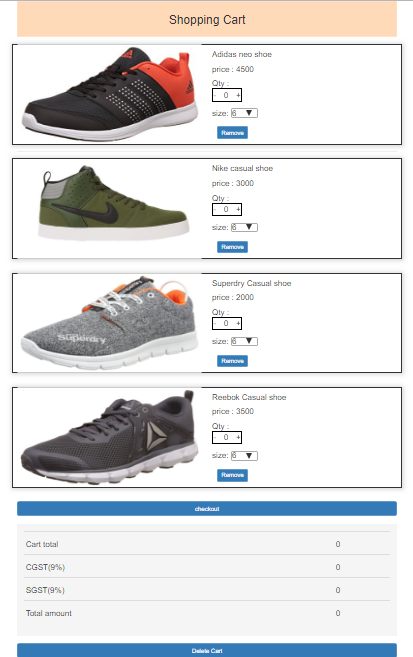 Shopping Cart
Adidas neo shoe
price : 4500
Qty :
- 0 +
size: 6 ▼
Remove
Nike casual shoe
price : 3000
Qty :
- 0 +
size: 6 ▼
Remove
Superdry Casual shoe
price : 2000
Qty :
- 0 +
size: 6 ▼
Superdry
Remove
Reebok Casual shoe
price : 3500
Qty :
- 0 +
size: 6 ▼
Remove
checkout
Cart total 0
CGST(9%) 0
SGST(9%) 0
Total amount 0
Delete Cart